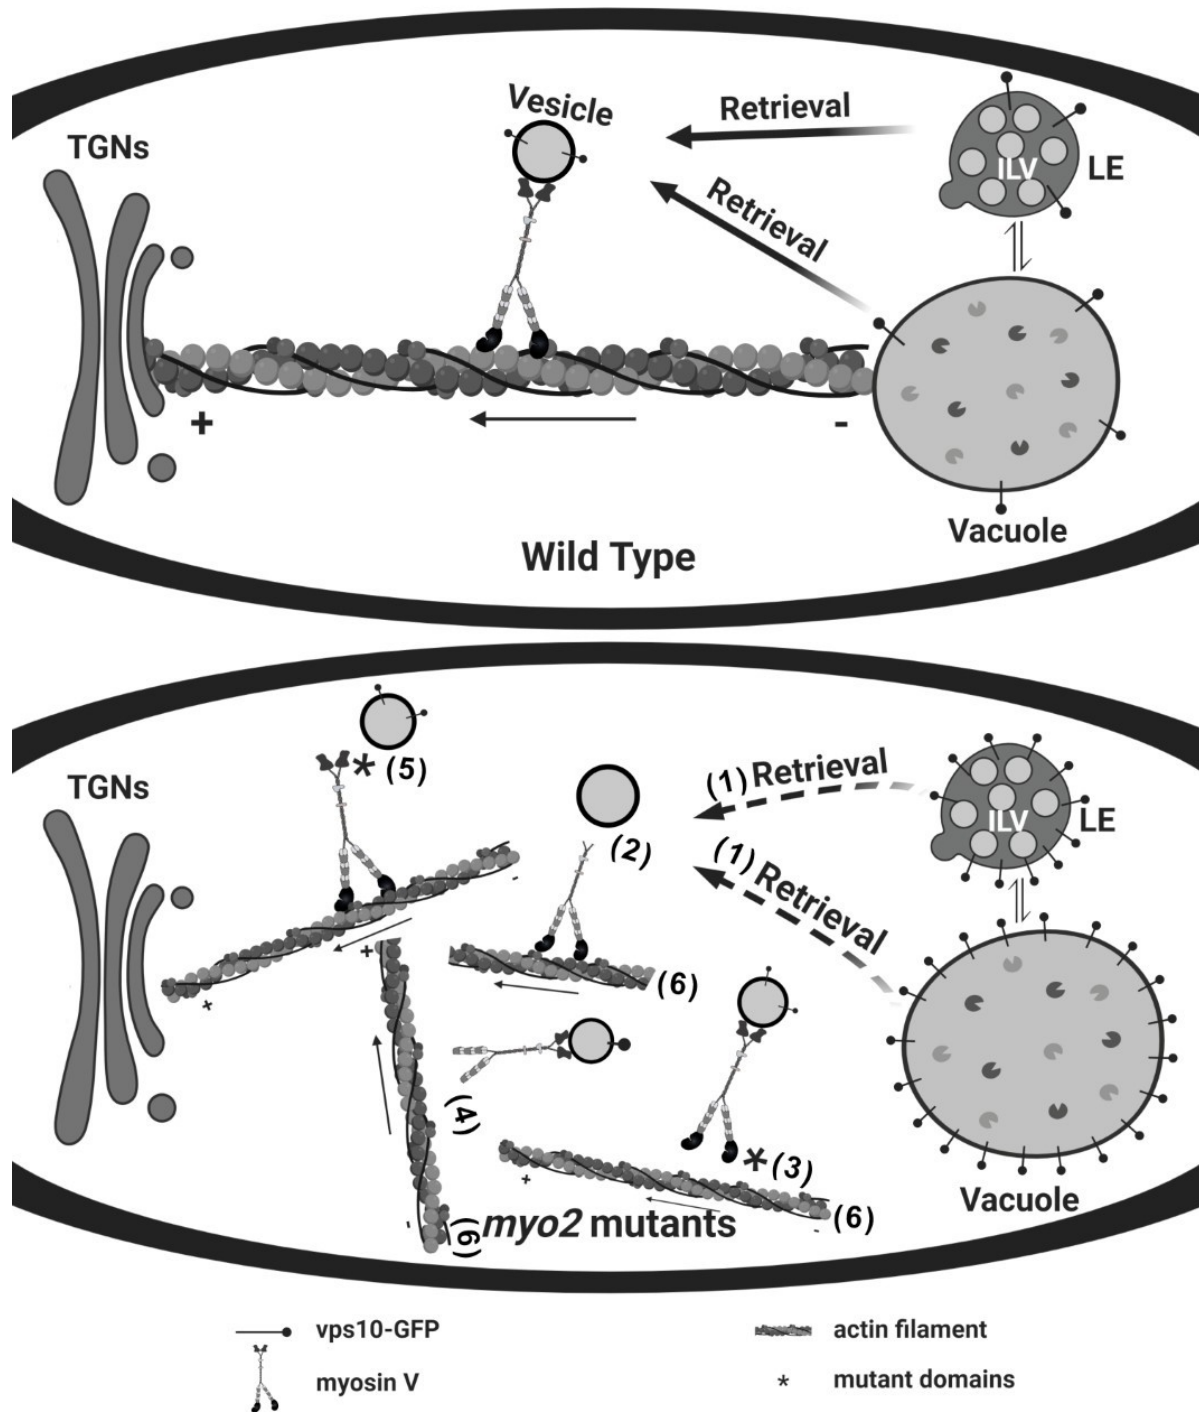 Vesicle
Retrieval
TGNs
ILV
LE
Retrieval
+
-
Vacuole
Wild Type
* (5)
(1) Retrieval
TGNs
ILV
LE
(2)
(1) Retrieval
-
+
+
(6)
(4)
* (3)
+
(6)
-
Vacuole
-
(6)
myo2 mutants
vps10-GFP
actin filament
myosin V
* mutant domains